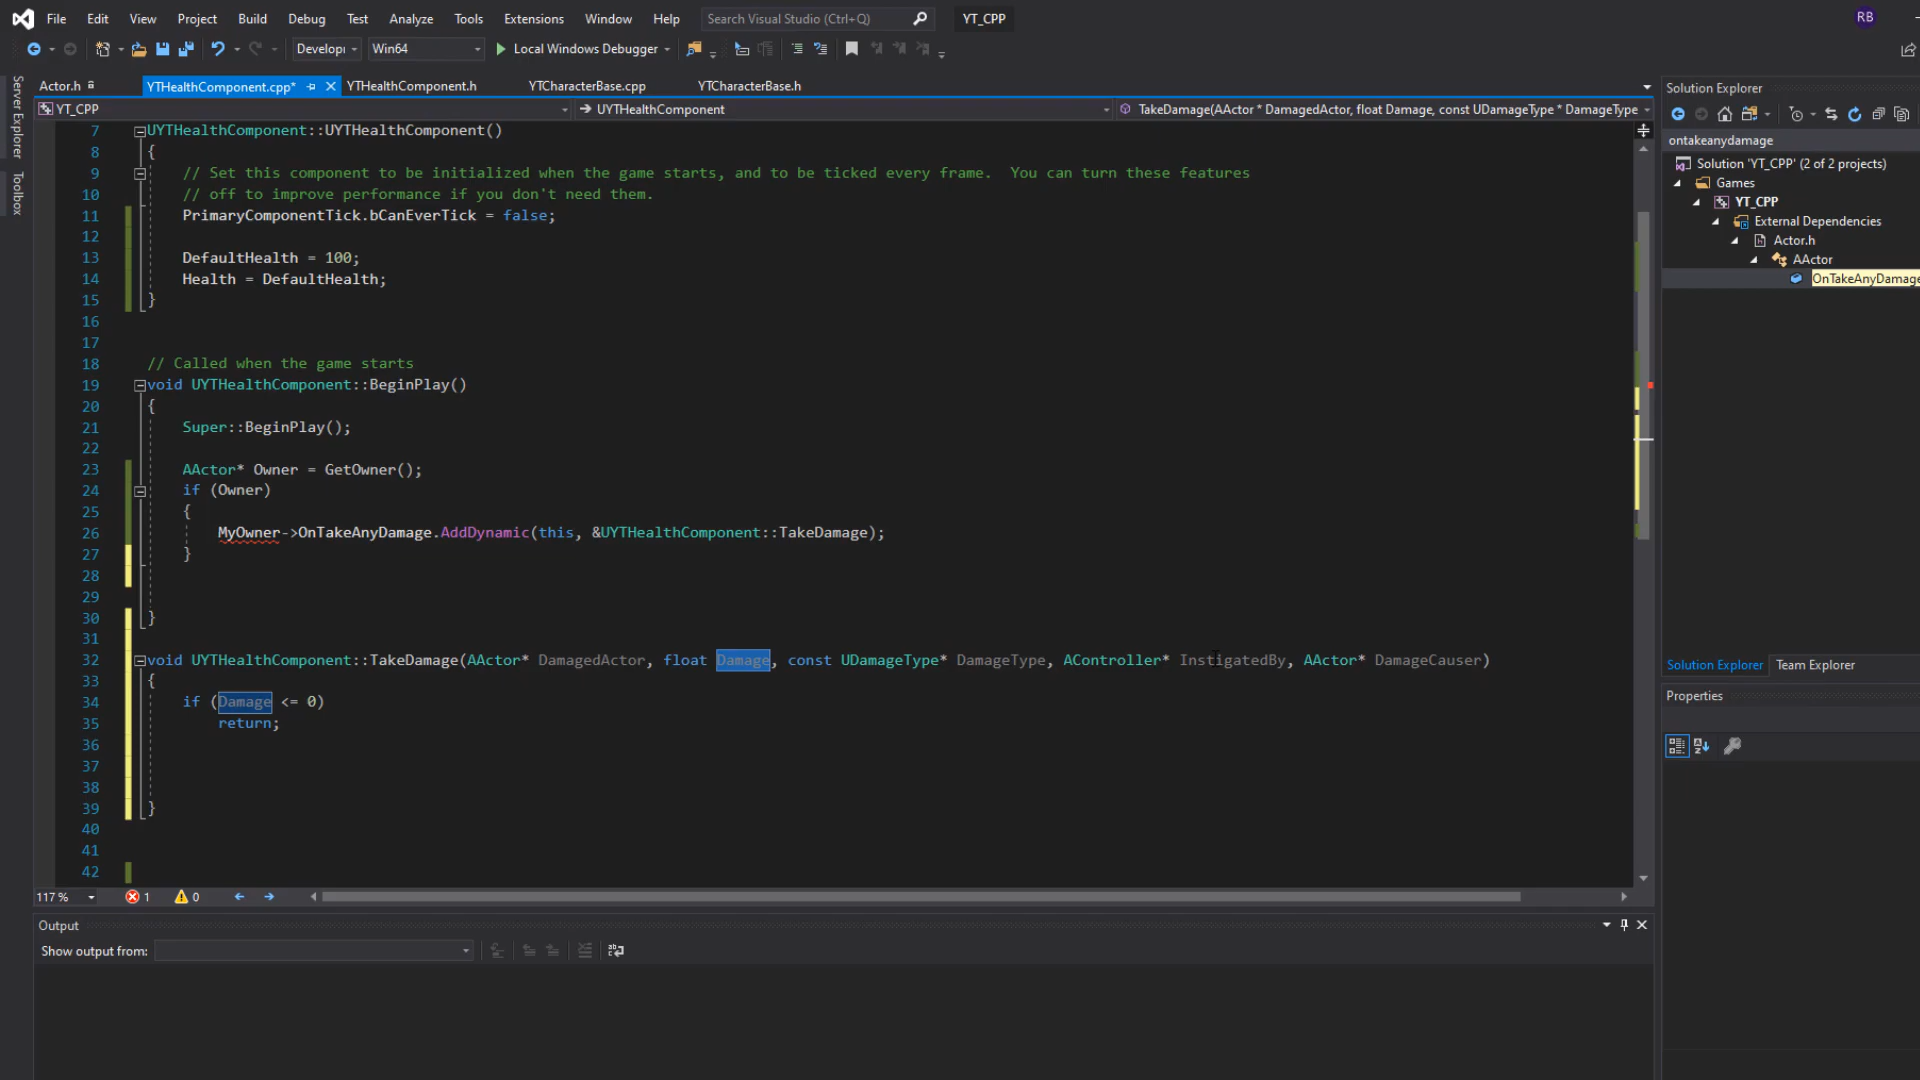 File Edit View Project Build Debug Test Analyze Tools Extensions Window Help Search Visual Studio (Ctrl+Q) YT_CPP RB
Develop Win64 Local Windows Debugger
Server Explorer
Toolbox
Actor.h YTHealthComponent.cpp* YTHealthComponent.h YTCharacterBase.cpp YTCharacterBase.h
YT_CPP UYTHealthComponent TakeDamage(AActor * DamagedActor, float Damage, const UDamageType * DamageType
7 UYTHealthComponent::UYTHealthComponent()
8 {
9 // Set this component to be initialized when the game starts, and to be ticked every frame.  You can turn these features
10 // off to improve performance if you don't need them.
11 PrimaryComponentTick.bCanEverTick = false;
12
13 DefaultHealth = 100;
14 Health = DefaultHealth;
15 }
16
17
18 // Called when the game starts
19 void UYTHealthComponent::BeginPlay()
20 {
21 Super::BeginPlay();
22
23 AActor* Owner = GetOwner();
24 if (Owner)
25 {
26 MyOwner->OnTakeAnyDamage.AddDynamic(this, &UYTHealthComponent::TakeDamage);
27 }
28
29
30 }
31
32 void UYTHealthComponent::TakeDamage(AActor* DamagedActor, float Damage, const UDamageType* DamageType, AController* InstigatedBy, AActor* DamageCauser)
33 {
34 if (Damage <= 0)
35 return;
36
37
38
39 }
40
41
42
117 % 1 0
Output
Show output from:
Solution Explorer
ontakeanydamage
Solution 'YT_CPP' (2 of 2 projects)
Games
YT_CPP
External Dependencies
Actor.h
AActor
OnTakeAnyDamage
Solution Explorer Team Explorer
Properties